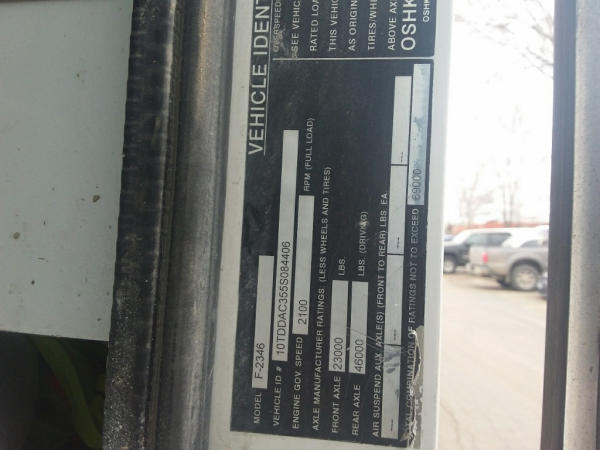 VEHICLE IDENT
OVERSPEED
SEE VEHIC
RATED LOA
THIS VEHIC
AS ORIGIN
TIRES/WHE
ABOVE AX
OSHK
OSHK
MODEL F-2346
VEHICLE ID # 10TDDAC355S084406
ENGINE GOV. SPEED 2100 RPM (FULL LOAD)
AXLE MANUFACTURER RATINGS. (LESS WHEELS AND TIRES)
FRONT AXLE 23000 LBS.
REAR AXLE 46000 LBS. (DRIVING)
AIR SUSPEND AUX. AXLE(S) (FRONT TO REAR) LBS. EA.
--- --- ---
TOTAL COMBINATION OF RATINGS NOT TO EXCEED 69000